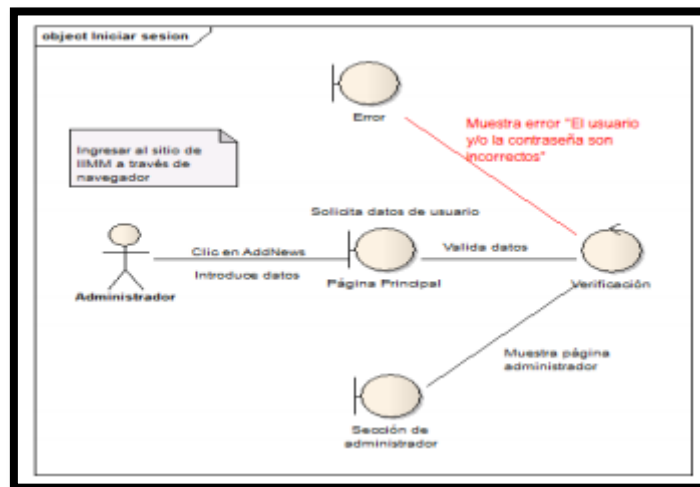 object Iniciar sesion
Error
Muestra error "El usuario
y/o la contraseña son
incorrectos"
Ingresar al sitio de
IIMM a través de
navegador
Solicita datos de usuario
Clic en AddNews
Introduce datos
Valida datos
Administrador
Página Principal
Verificación
Muestra página
administrador
Sección de
administrador